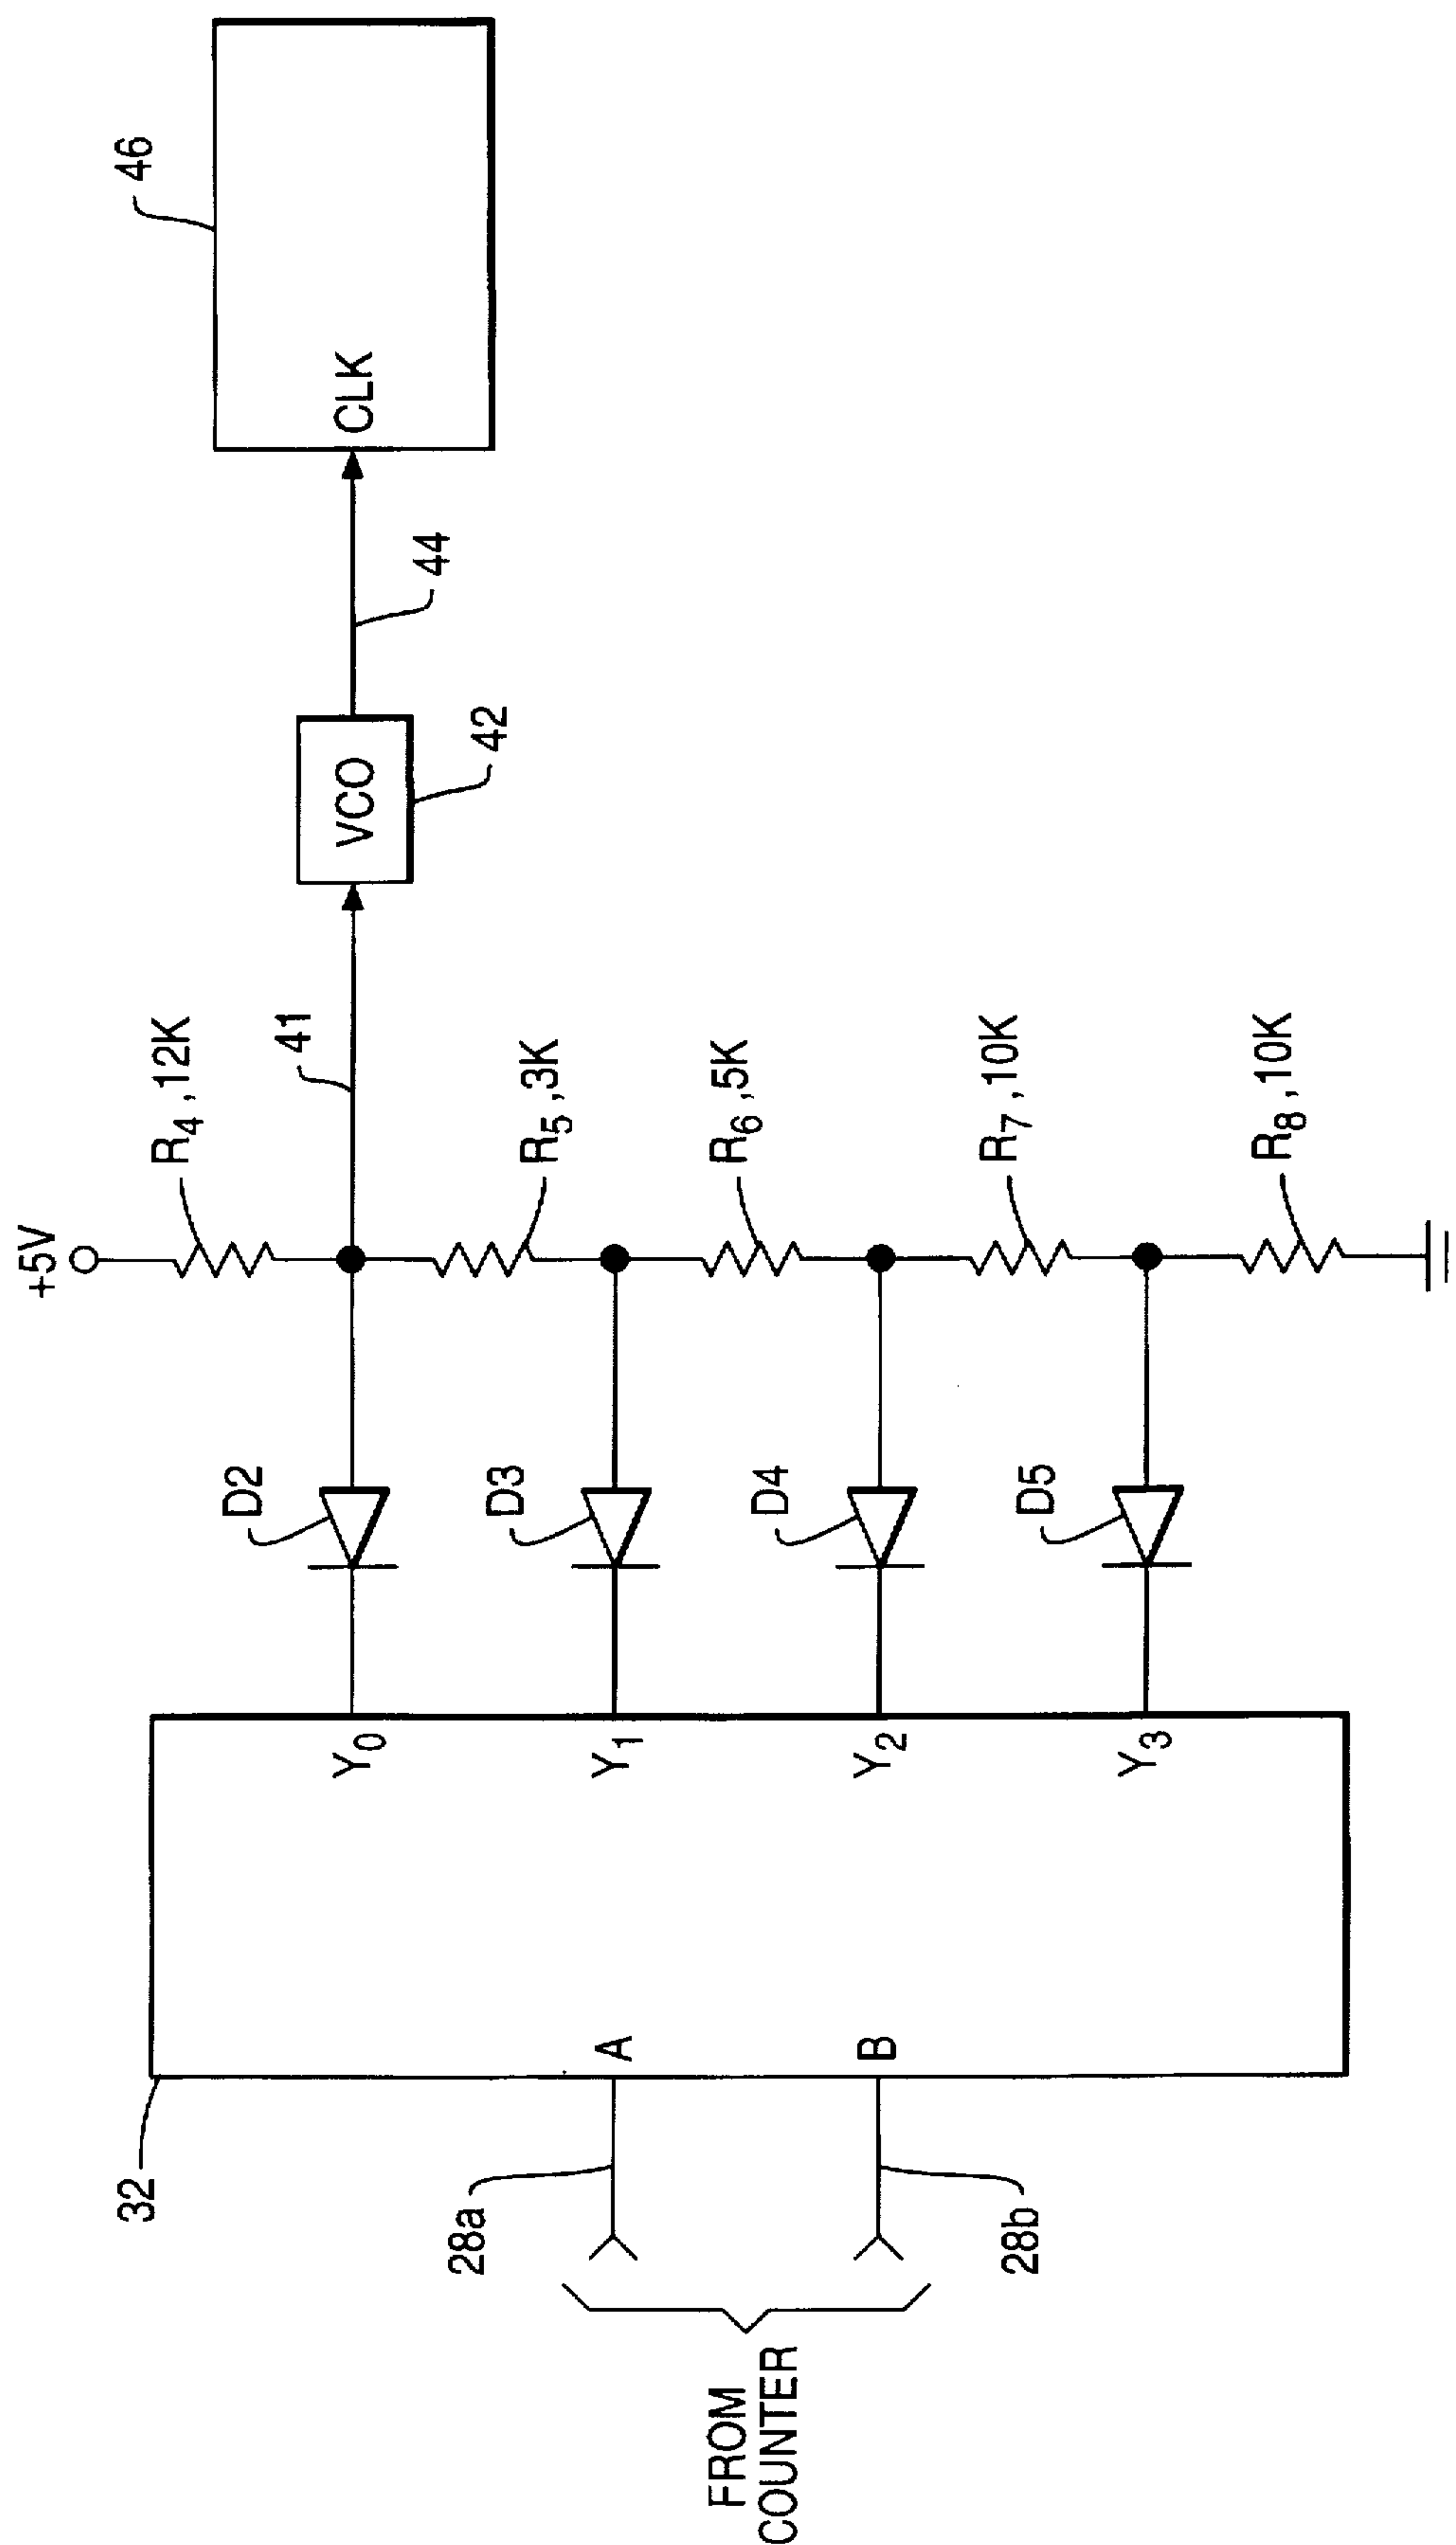 +5V
R4, 12K
41
46
CLK
44
VCO
42
R5, 3K
R6, 5K
R7, 10K
R8, 10K
D2
D3
D4
D5
32
Y0
Y1
Y2
Y3
A
B
28a
28b
FROM
COUNTER